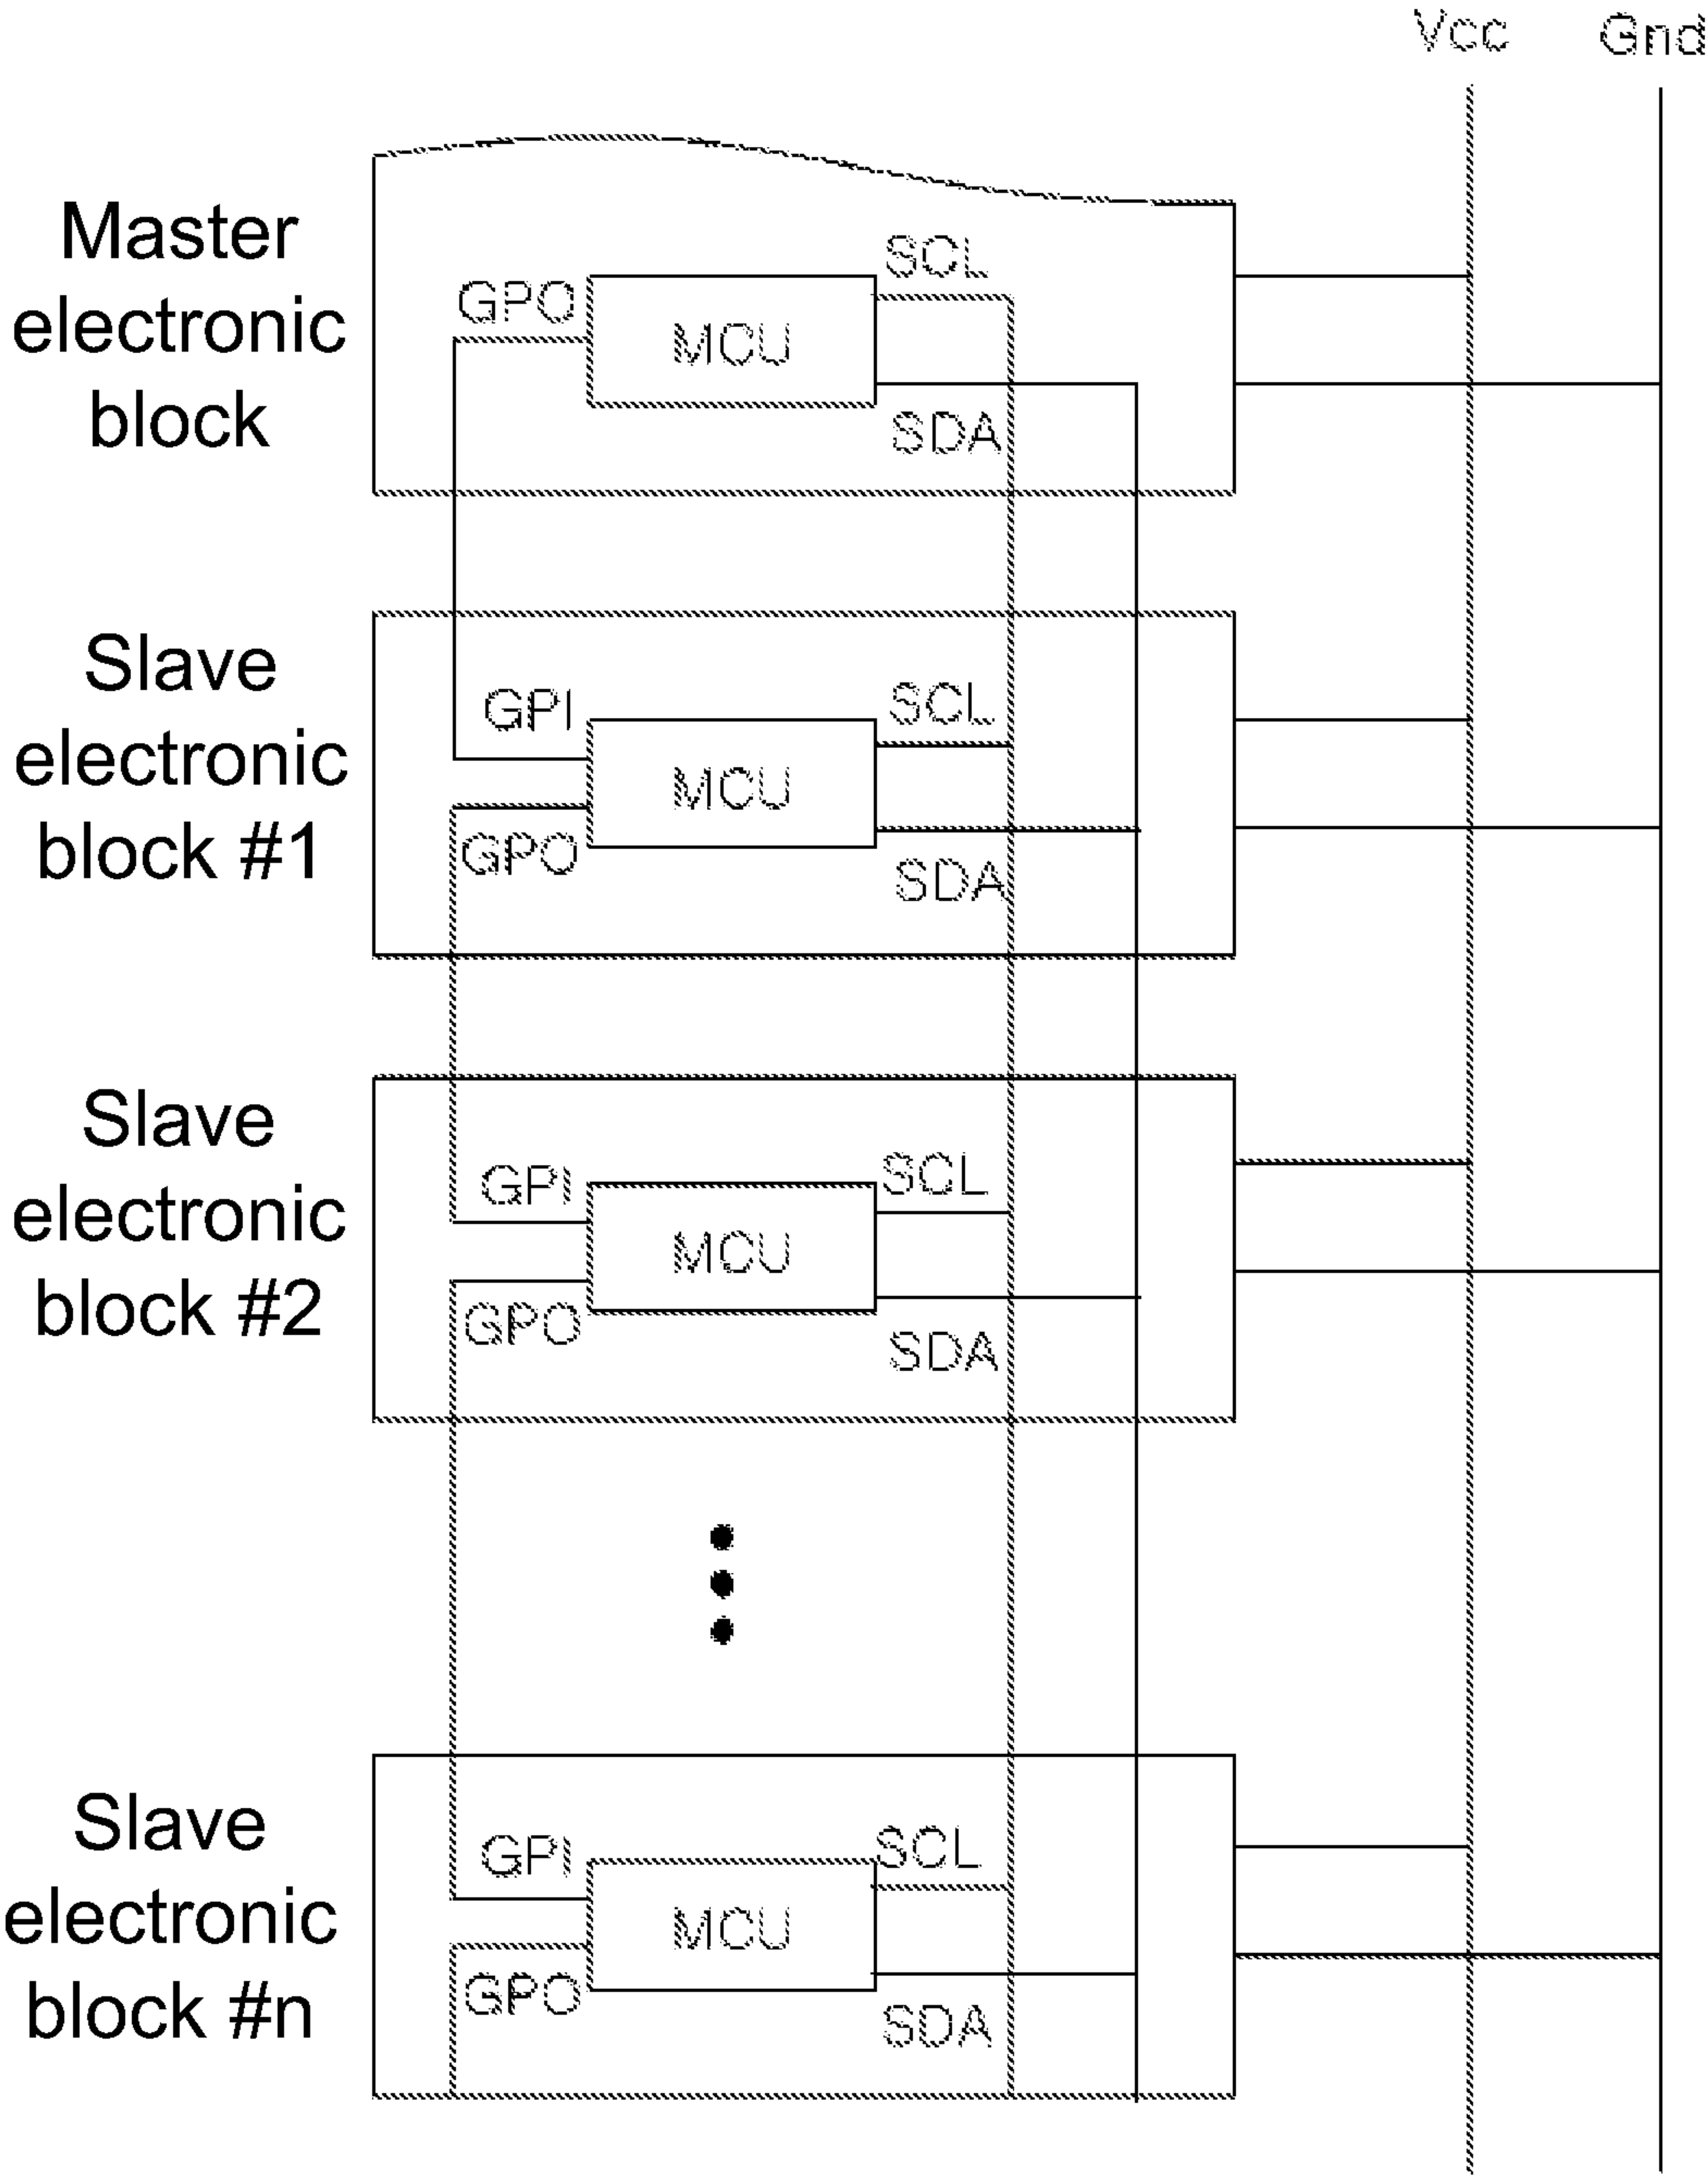 Vcc Gnd
Master
electronic
block
GPO
MCU
SCL
SDA
Slave
electronic
block #1
GPI
GPO
MCU
SCL
SDA
Slave
electronic
block #2
GPI
GPO
MCU
SCL
SDA
Slave
electronic
block #n
GPI
GPO
MCU
SCL
SDA